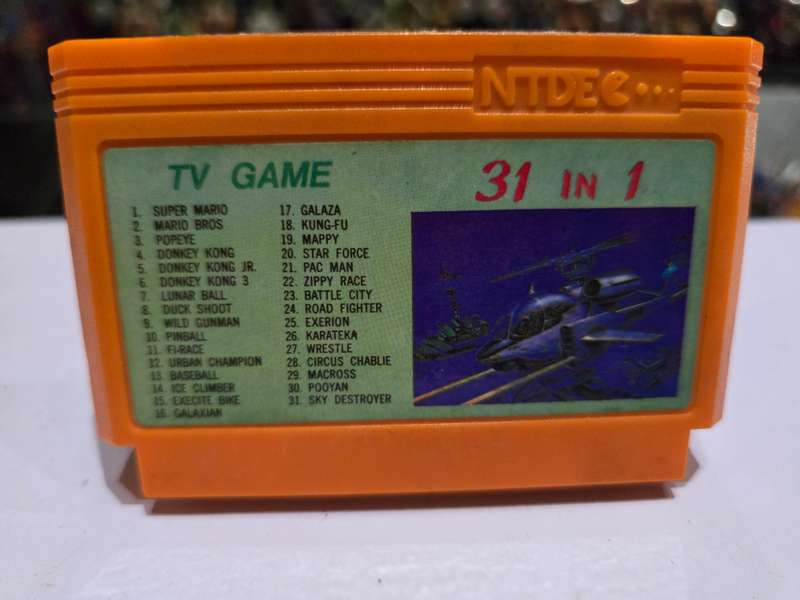 NTDEC...
TV GAME
31 IN 1
1. SUPER MARIO
2. MARIO BROS
3. POPEYE
4. DONKEY KONG
5. DONKEY KONG JR.
6. DONKEY KONG 3
7. LUNAR BALL
8. DUCK SHOOT
9. WILD GUNMAN
10. PINBALL
11. FI-RACE
12. URBAN CHAMPION
13. BASEBALL
14. ICE CLIMBER
15. EXECITE BIKE
16. GALAXIAN
17. GALAZA
18. KUNG-FU
19. MAPPY
20. STAR FORCE
21. PAC MAN
22. ZIPPY RACE
23. BATTLE CITY
24. ROAD FIGHTER
25. EXERION
26. KARATEKA
27. WRESTLE
28. CIRCUS CHABLIE
29. MACROSS
30. POOYAN
31. SKY DESTROYER